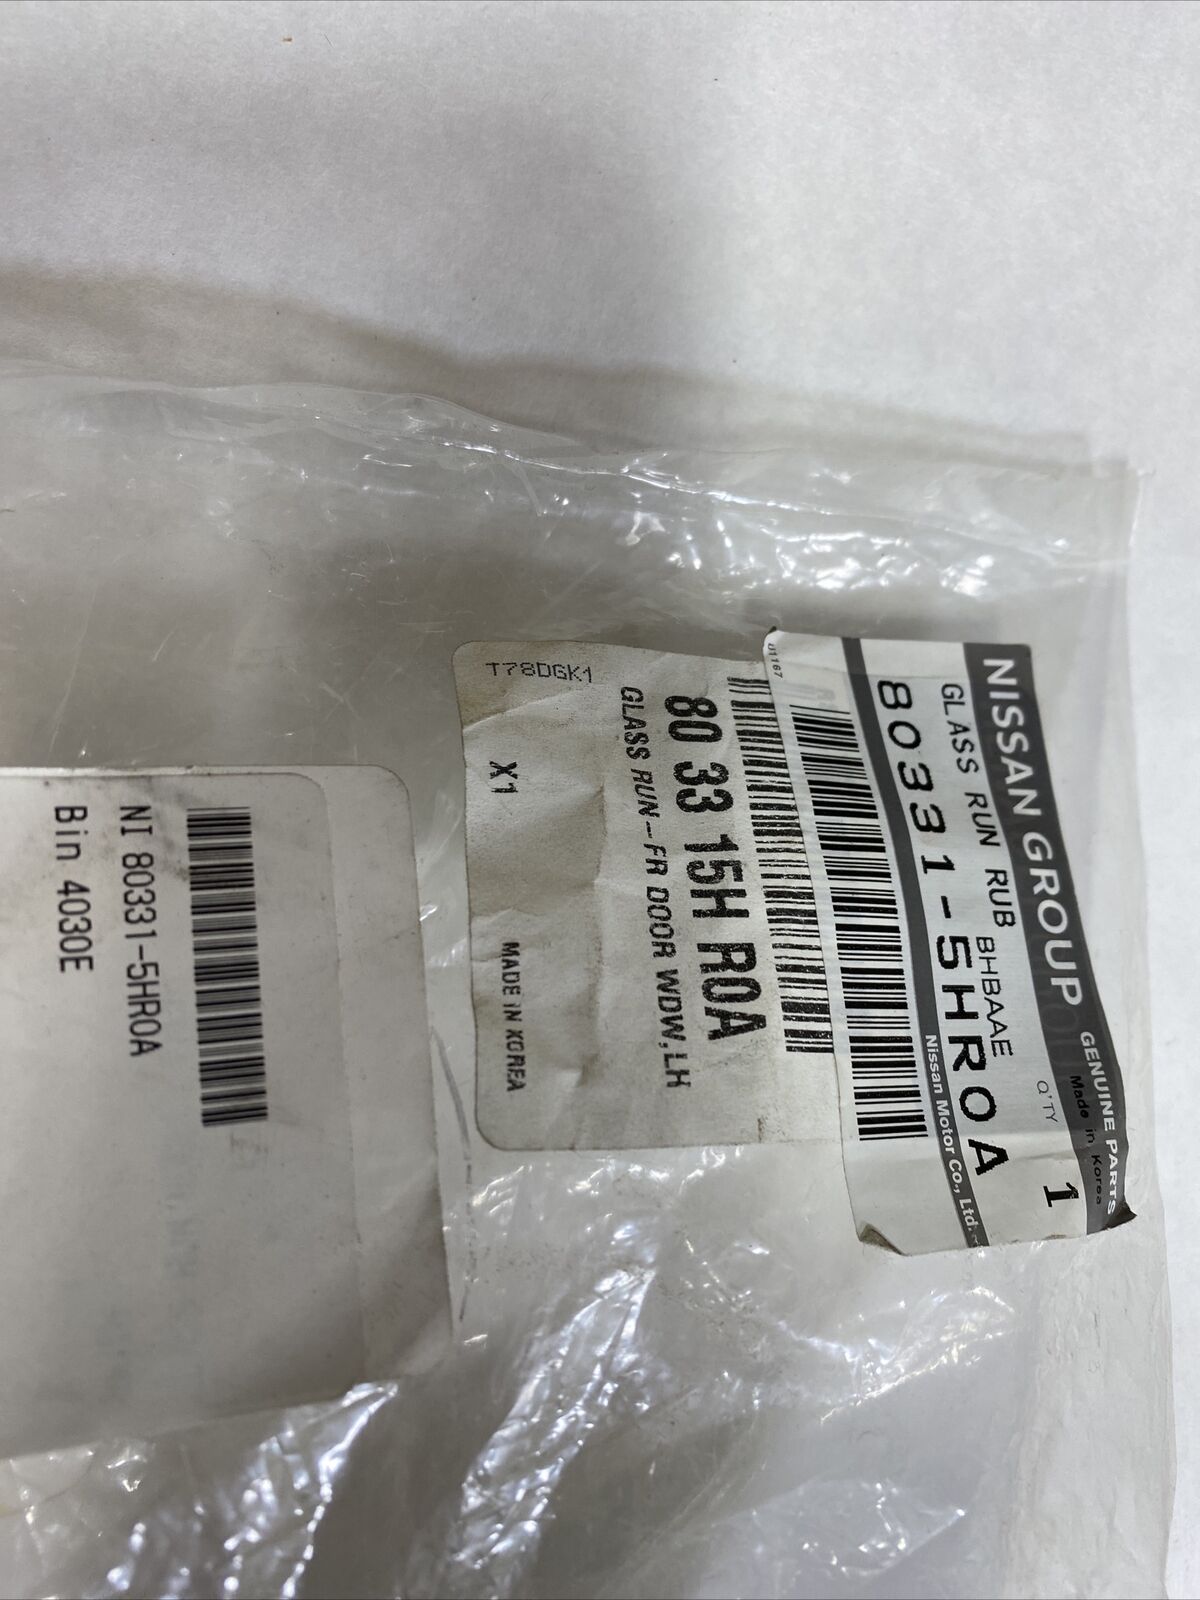 NISSAN GROUP GENUINE PARTS
Made in Korea
GLASS RUN RUB BHBAAE Q'TY 1
80331-5HR0A
Nissan Motor Co., Ltd.
01167
80 33 15H R0A
GLASS RUN-FR DOOR WDW,LH
T78DGK1 X1 MADE IN KOREA
NI 80331-5HR0A
Bin 4030E